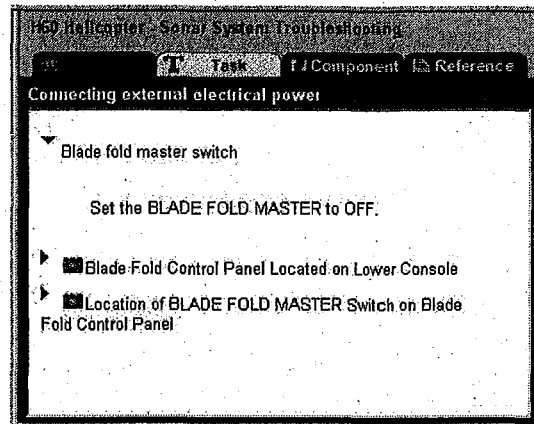 H60 Helicopter - Sonar System Troubleshooting
Task Component Reference
Connecting external electrical power
Blade fold master switch
Set the BLADE FOLD MASTER to OFF.
Blade Fold Control Panel Located on Lower Console
Location of BLADE FOLD MASTER Switch on Blade
Fold Control Panel